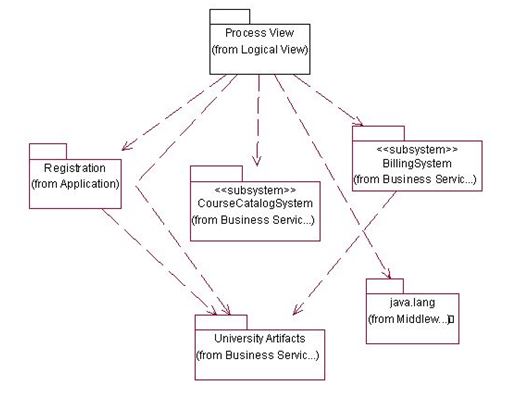 Process View
(from Logical View)
Registration
(from Application)
<<subsystem>>
CourseCatalogSystem
(from Business Servic...)
<<subsystem>>
BillingSystem
(from Business Servic...)
java.lang
(from Middlew...)
University Artifacts
(from Business Servic...)